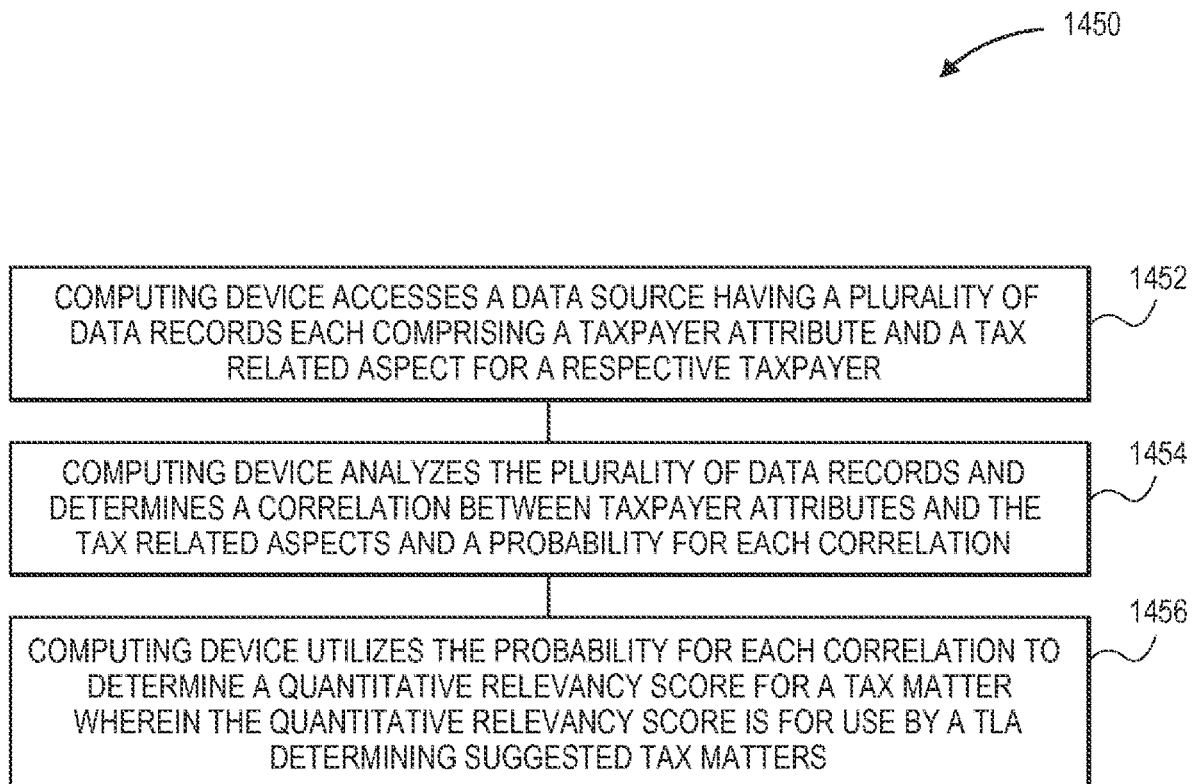 1450
1452
COMPUTING DEVICE ACCESSES A DATA SOURCE HAVING A PLURALITY OF
DATA RECORDS EACH COMPRISING A TAXPAYER ATTRIBUTE AND A TAX
RELATED ASPECT FOR A RESPECTIVE TAXPAYER
1454
COMPUTING DEVICE ANALYZES THE PLURALITY OF DATA RECORDS AND
DETERMINES A CORRELATION BETWEEN TAXPAYER ATTRIBUTES AND THE
TAX RELATED ASPECTS AND A PROBABILITY FOR EACH CORRELATION
1456
COMPUTING DEVICE UTILIZES THE PROBABILITY FOR EACH CORRELATION TO
DETERMINE A QUANTITATIVE RELEVANCY SCORE FOR A TAX MATTER
WHEREIN THE QUANTITATIVE RELEVANCY SCORE IS FOR USE BY A TLA
DETERMINING SUGGESTED TAX MATTERS